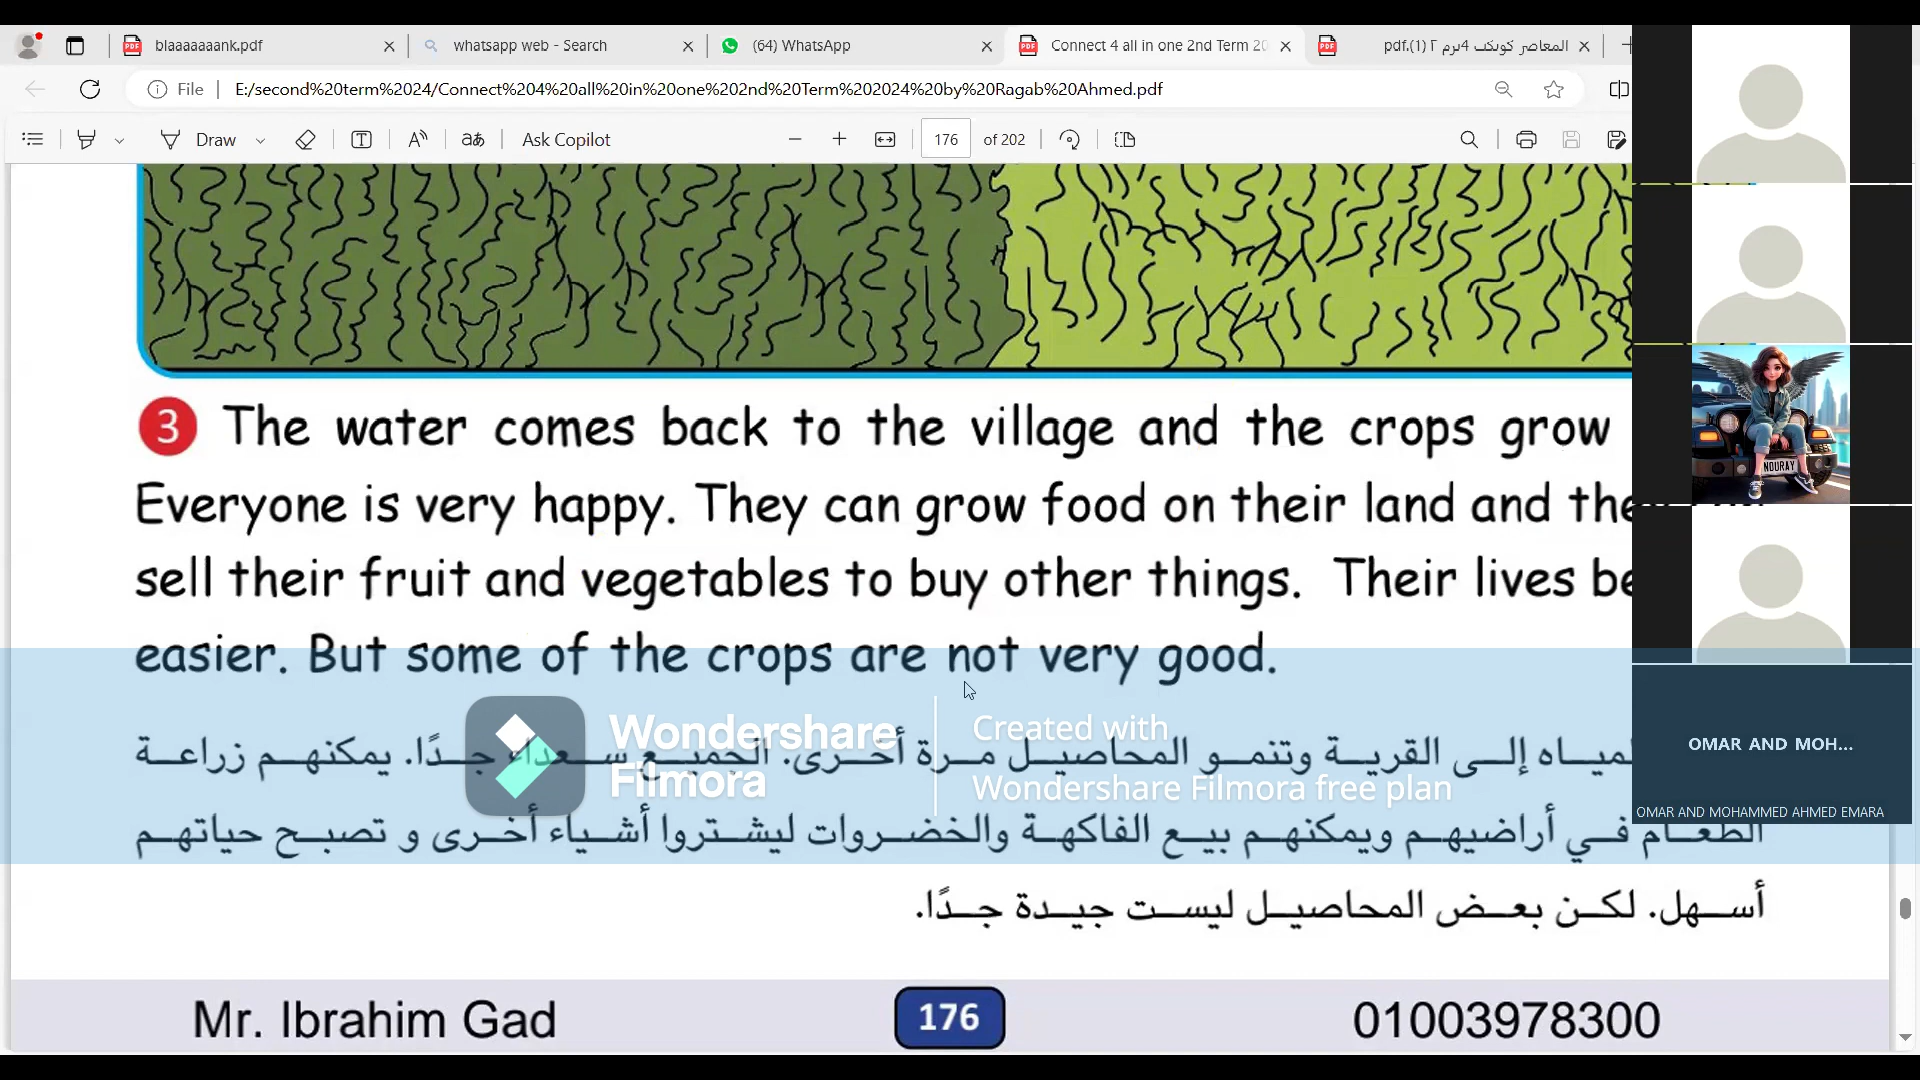 blaaaaaaank.pdf
whatsapp web - Search
(64) WhatsApp
Connect 4 all in one 2nd Term 20
المعاصر كونكت 4 ترم ٢ (1).pdf
File
E:/second%20term%2024/Connect%204%20all%20in%20one%202nd%20Term%202024%20by%20Ragab%20Ahmed.pdf
Draw
Ask Copilot
176 of 202
NOURAY
3 The water comes back to the village and the crops grow
Everyone is very happy. They can grow food on their land and
sell their fruit and vegetables to buy other things. Their lives
easier. But some of the crops are not very good.
Wondershare Filmora
Created with
Wondershare Filmora free plan
إلى القرية وتنمو المحاصيل مرة أخرى. الجميع سعداء جدًا. يمكنهم زراعة
الطعام في أراضيهم ويمكنهم بيع الفاكهة والخضروات ليشتروا أشياء أخرى و تصبح حياتهم
أسهل. لكن بعض المحاصيل ليست جيدة جدًا.
OMAR AND MOH...
OMAR AND MOHAMMED AHMED EMARA
Mr. Ibrahim Gad
176
01003978300